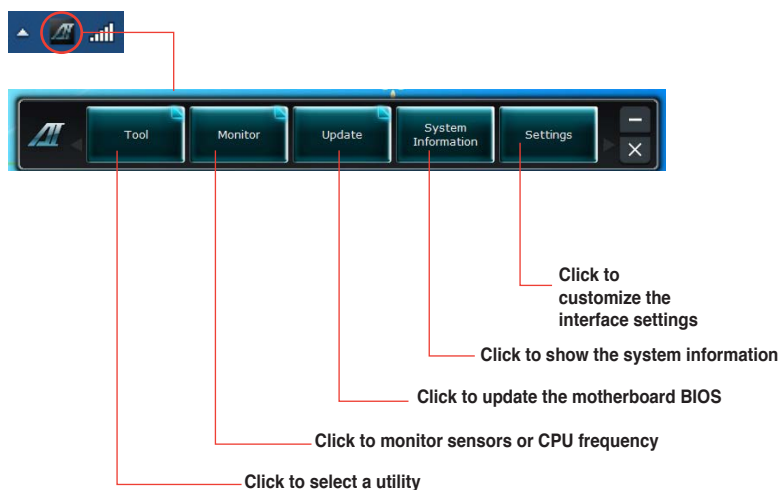 Tool
Monitor
Update
System
Information
Settings
Click to
customize the
interface settings
Click to show the system information
Click to update the motherboard BIOS
Click to monitor sensors or CPU frequency
Click to select a utility